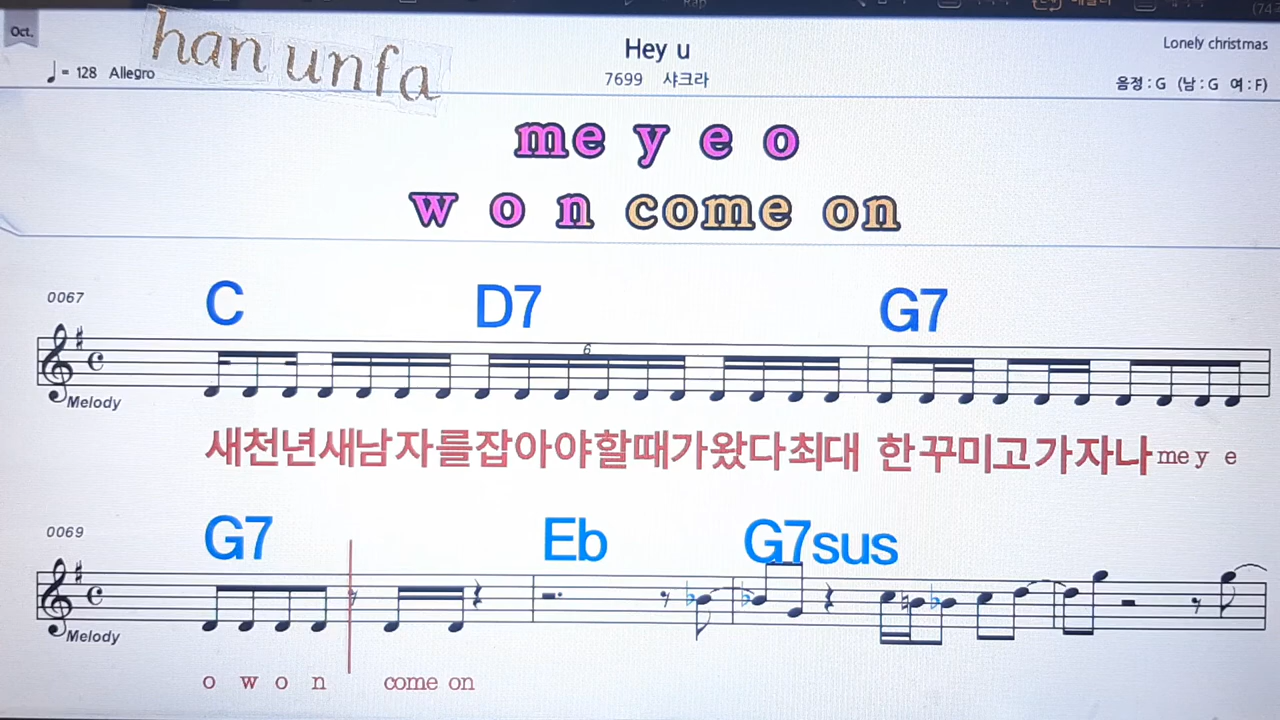 Oct.
han unfa
Hey u
Lonely christmas
= 128 Allegro
7699 샤크라
음정 : G (남 : G 여 : F)
me y e o
w o n come on
0067
C D7 G7
6
Melody
새천년새남자를잡아야할때가왔다최대 한꾸미고가자나 me y e
0069
G7 Eb G7sus
Melody
o w o n come on